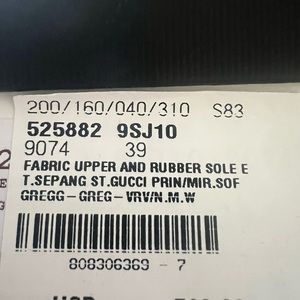 200/160/040/310 S83
525882 9SJ10
9074 39
FABRIC UPPER AND RUBBER SOLE E
T.SEPANG ST.GUCCI PRIN/MIR.SOF
GREGG-GREG-VRV/N.M.W
808306369 - 7